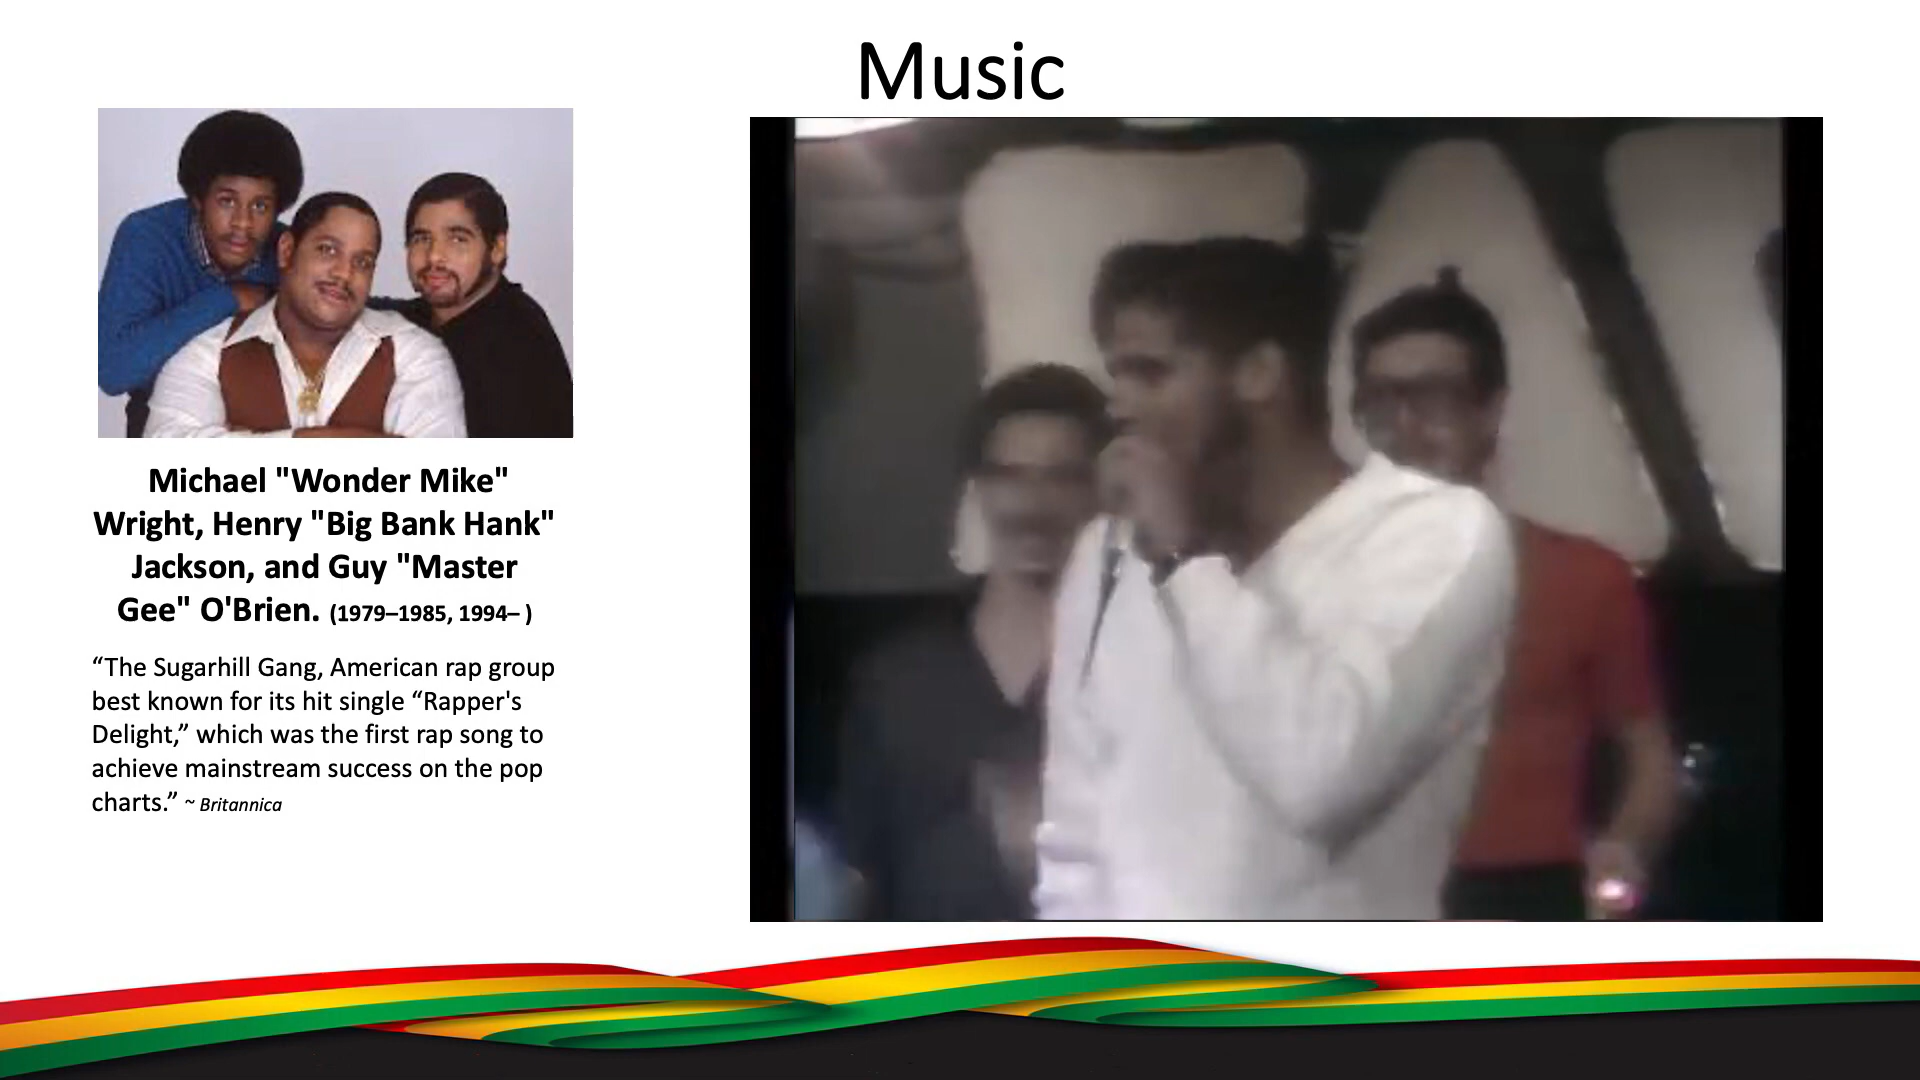 Music
Michael "Wonder Mike"
Wright, Henry "Big Bank Hank"
Jackson, and Guy "Master
Gee" O'Brien. (1979–1985, 1994– )
“The Sugarhill Gang, American rap group
best known for its hit single “Rapper's
Delight,” which was the first rap song to
achieve mainstream success on the pop
charts.” ~ Britannica